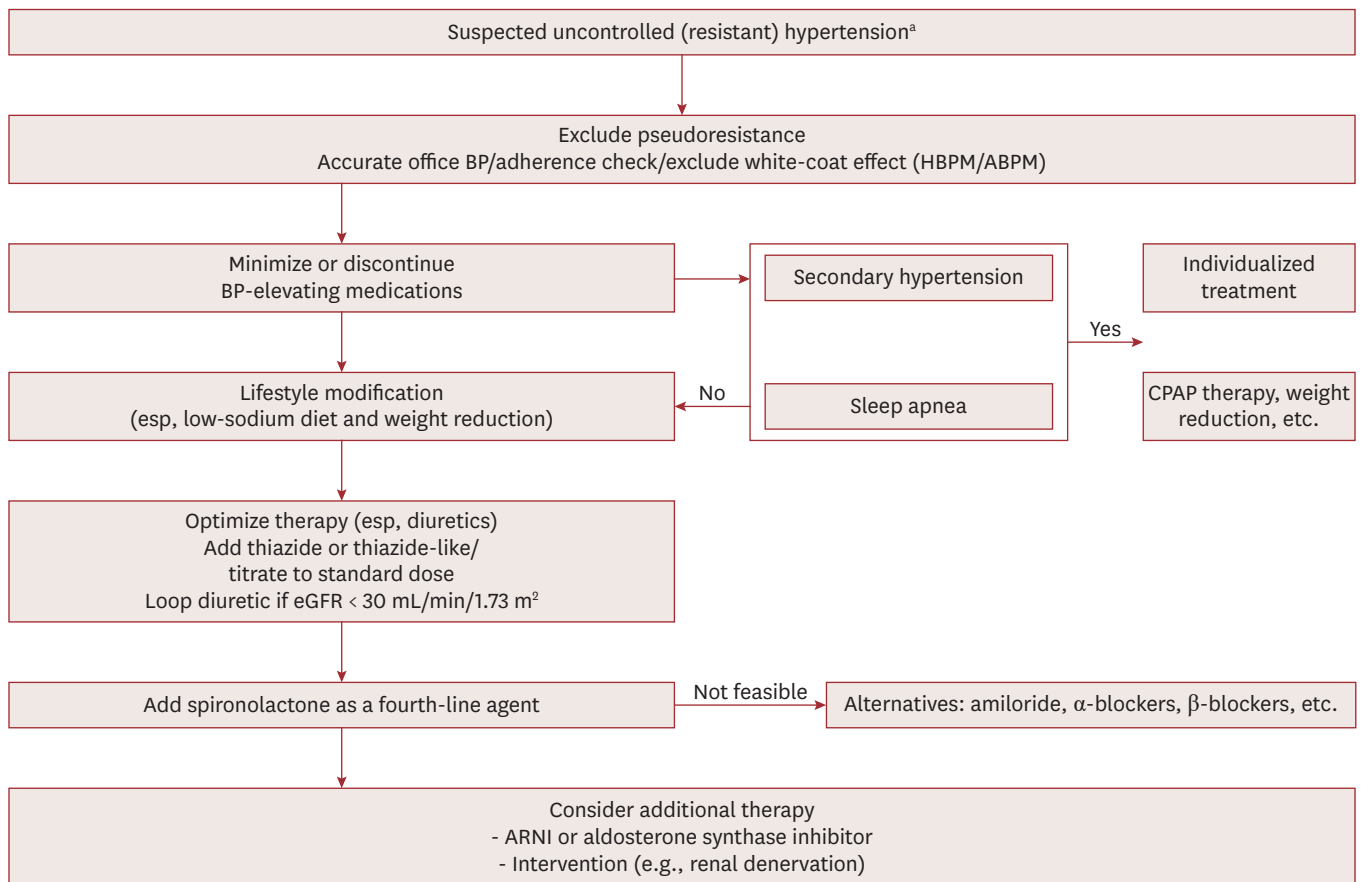 Suspected uncontrolled (resistant) hypertensionᵃ
Exclude pseudoresistance
Accurate office BP/adherence check/exclude white-coat effect (HBPM/ABPM)
Minimize or discontinue
BP-elevating medications
Secondary hypertension
Individualized
treatment
Yes
Lifestyle modification
(esp, low-sodium diet and weight reduction)
No
Sleep apnea
CPAP therapy, weight
reduction, etc.
Optimize therapy (esp, diuretics)
Add thiazide or thiazide-like/
titrate to standard dose
Loop diuretic if eGFR < 30 mL/min/1.73 m²
Add spironolactone as a fourth-line agent
Not feasible
Alternatives: amiloride, α-blockers, β-blockers, etc.
Consider additional therapy
- ARNI or aldosterone synthase inhibitor
- Intervention (e.g., renal denervation)